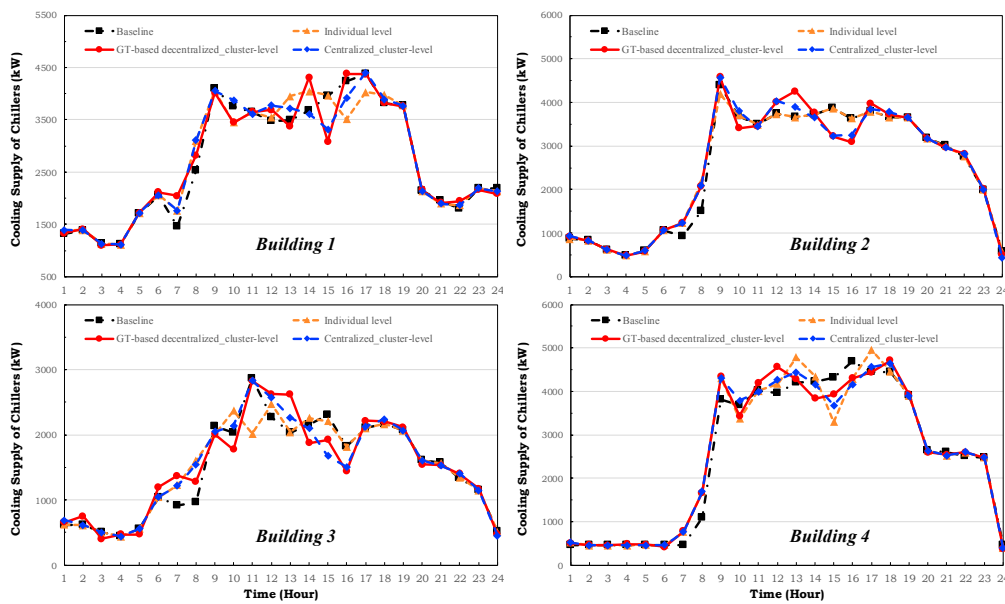 Cooling Supply of Chillers (kW)
5500
4500
3500
2500
1500
500
Baseline
Individual level
GT-based decentralized_cluster-level
Centralized_cluster-level
Building 1
1 2 3 4 5 6 7 8 9 10 11 12 13 14 15 16 17 18 19 20 21 22 23 24
Cooling Supply of Chillers (kW)
6000
5000
4000
3000
2000
1000
0
Baseline
Individual level
GT-based decentralized_cluster-level
Centralized_cluster-level
Building 2
1 2 3 4 5 6 7 8 9 10 11 12 13 14 15 16 17 18 19 20 21 22 23 24
Cooling Supply of Chillers (kW)
4000
3000
2000
1000
0
Baseline
Individual level
GT-based decentralized_cluster-level
Centralized_cluster-level
Building 3
1 2 3 4 5 6 7 8 9 10 11 12 13 14 15 16 17 18 19 20 21 22 23 24
Time (Hour)
Cooling Supply of Chillers (kW)
6000
5000
4000
3000
2000
1000
0
Baseline
Individual level
GT-based decentralized_cluster-level
Centralized_cluster-level
Building 4
1 2 3 4 5 6 7 8 9 10 11 12 13 14 15 16 17 18 19 20 21 22 23 24
Time (Hour)